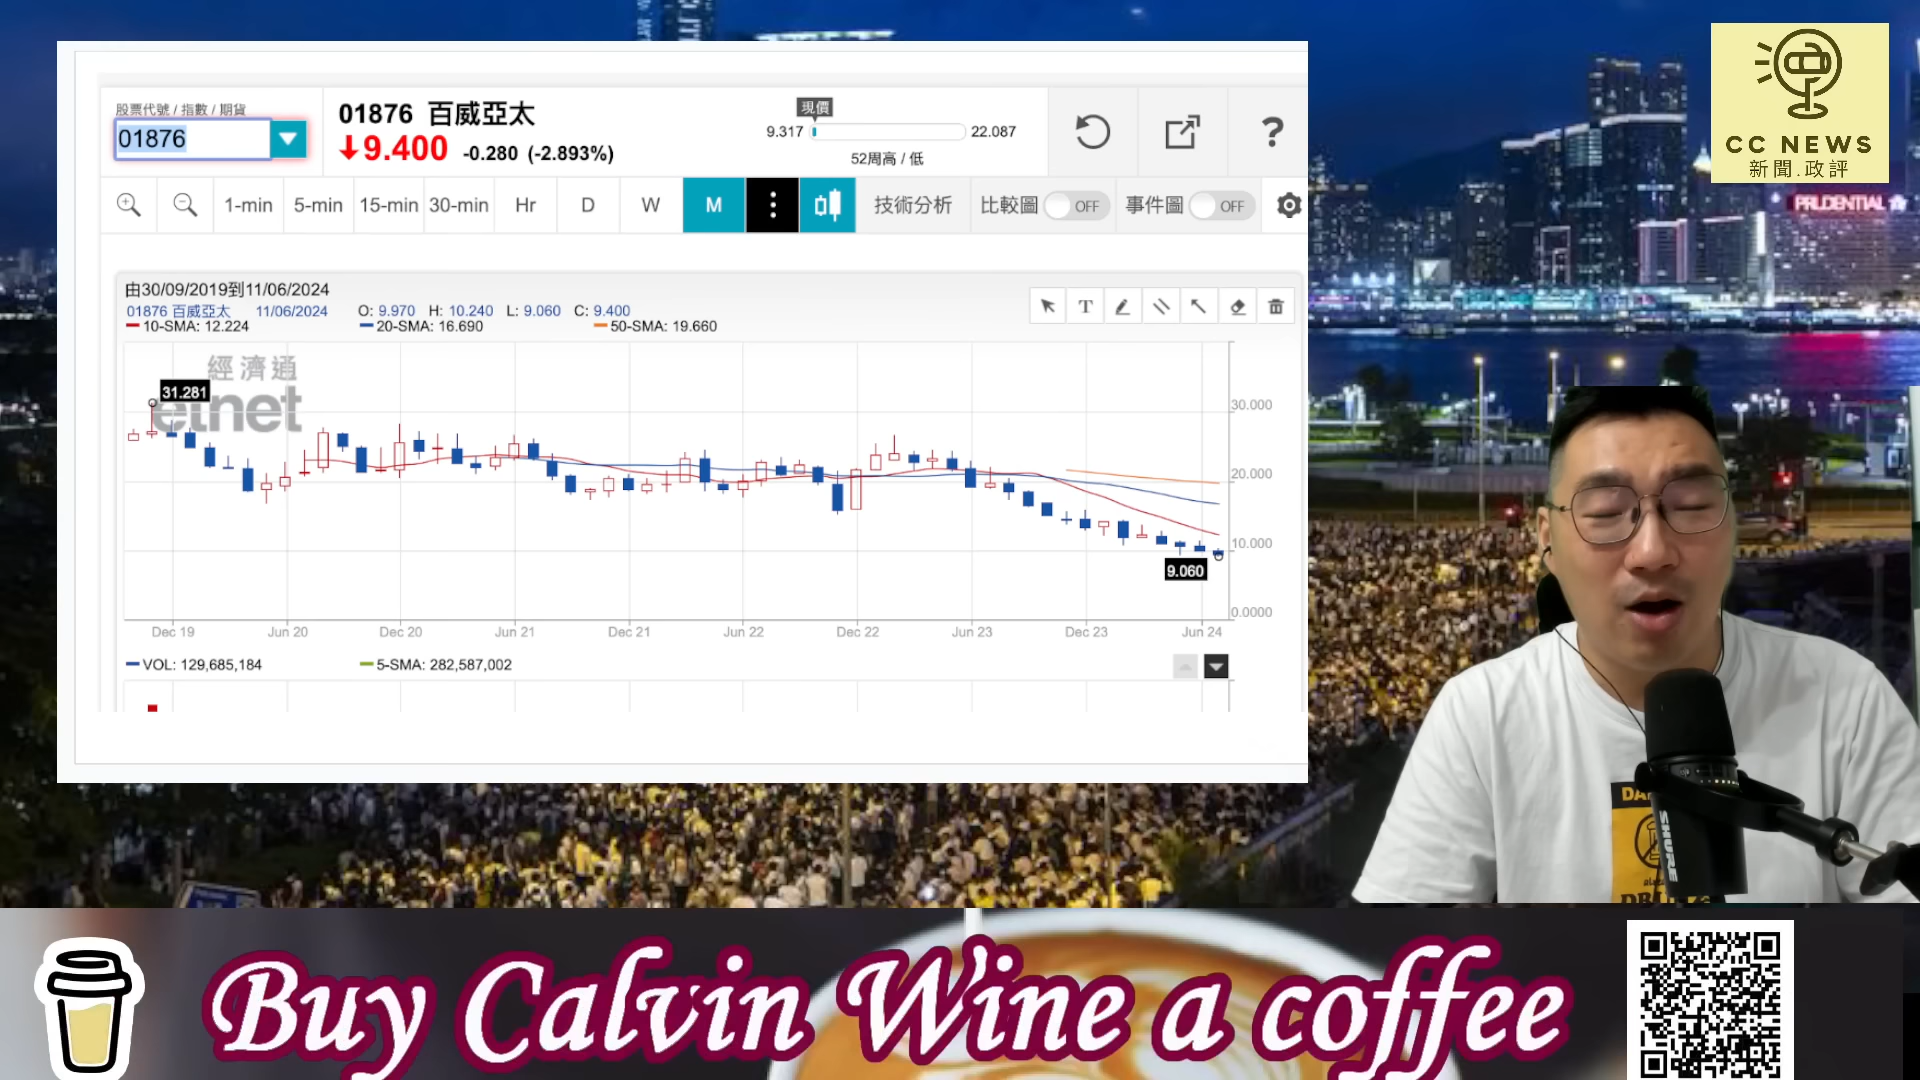 股票代號 / 指數 / 期貨
01876
01876 百威亞太
9.400 -0.280 (-2.893%)
現價
9.317 22.087
52周高 / 低
?
CC NEWS
新聞.政評
PRUDENTIAL
1-min 5-min 15-min 30-min Hr D W M 技術分析 比較圖 OFF 事件圖 OFF
由30/09/2019到11/06/2024
01876 百威亞太 11/06/2024 O: 9.970 H: 10.240 L: 9.060 C: 9.400
10-SMA: 12.224 20-SMA: 16.690 50-SMA: 19.660
T
經濟通
etnet
31.281
30.000
20.000
10.000
9.060
0.0000
Dec 19 Jun 20 Dec 20 Jun 21 Dec 21 Jun 22 Dec 22 Jun 23 Dec 23 Jun 24
VOL: 129,685,184 5-SMA: 282,587,002
SHURE
Buy Calvin Wine a coffee